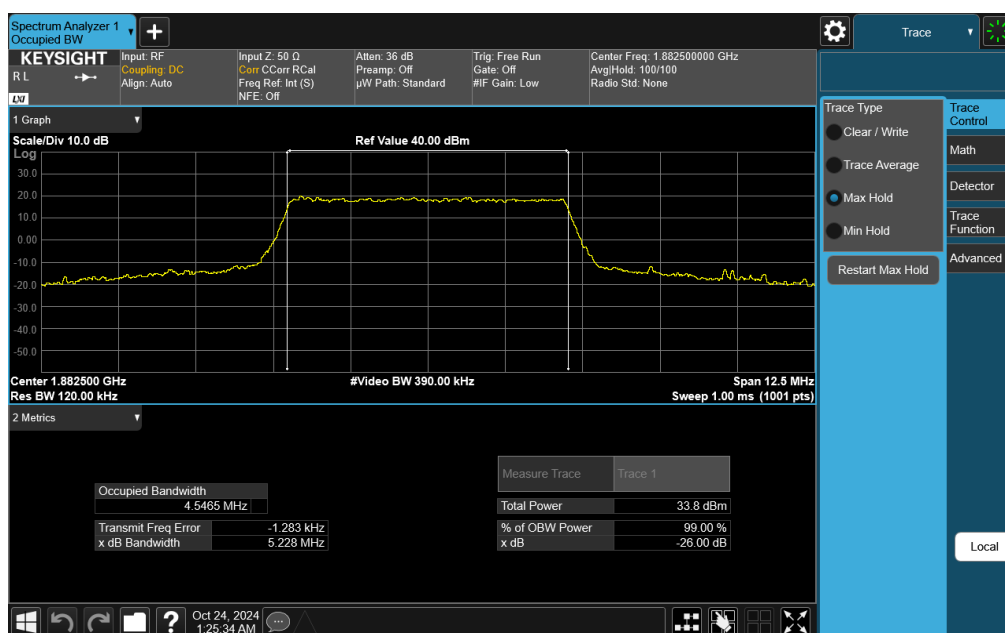 Spectrum Analyzer 1
Occupied BW
Trace
KEYSIGHT
R L
LXI
Input: RF
Coupling: DC
Align: Auto
Input Z: 50 Ω
Corr CCorr RCal
Freq Ref: Int (S)
NFE: Off
Atten: 36 dB
Preamp: Off
µW Path: Standard
Trig: Free Run
Gate: Off
#IF Gain: Low
Center Freq: 1.882500000 GHz
Avg|Hold: 100/100
Radio Std: None
1 Graph
Scale/Div 10.0 dB
Ref Value 40.00 dBm
Log
30.0
20.0
10.0
0.00
-10.0
-20.0
-30.0
-40.0
-50.0
Center 1.882500 GHz
#Video BW 390.00 kHz
Span 12.5 MHz
Res BW 120.00 kHz
Sweep 1.00 ms (1001 pts)
2 Metrics
Measure Trace
Trace 1
Occupied Bandwidth
4.5465 MHz
Total Power
33.8 dBm
Transmit Freq Error
-1.283 kHz
% of OBW Power
99.00 %
x dB Bandwidth
5.228 MHz
x dB
-26.00 dB
Trace Type
Clear / Write
Trace Average
Max Hold
Min Hold
Restart Max Hold
Trace
Control
Math
Detector
Trace
Function
Advanced
Local
?
Oct 24, 2024
1:25:34 AM